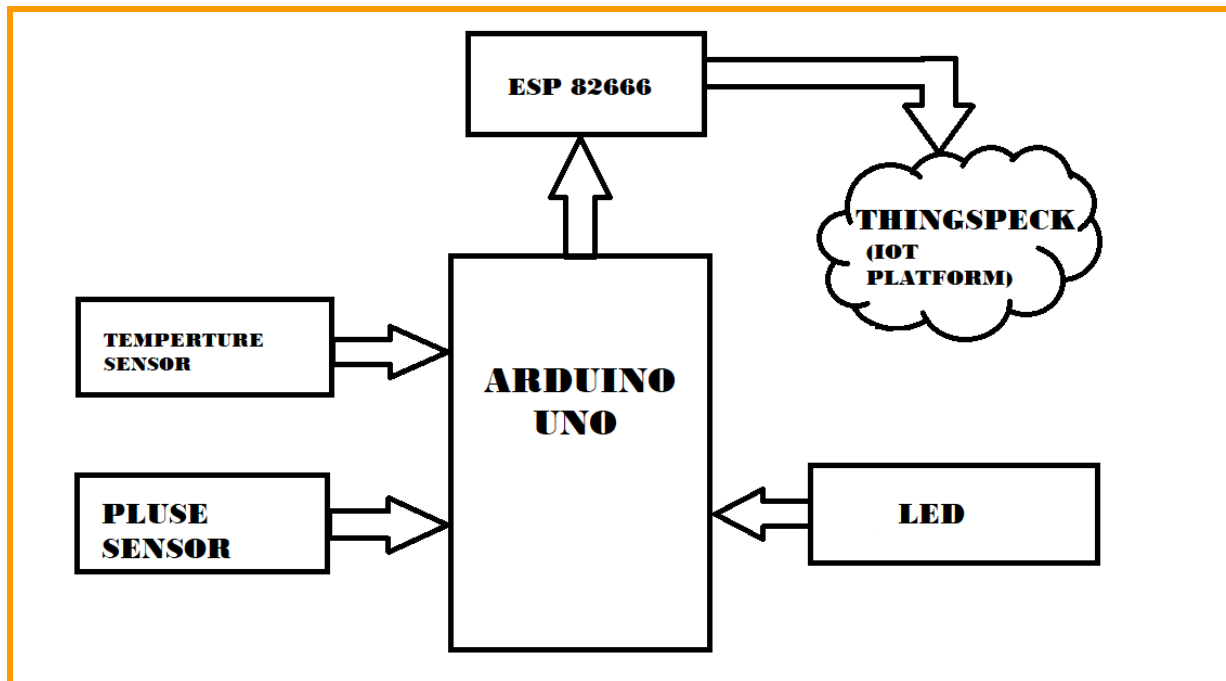 ESP 82666
THINGSPECK
(IOT
PLATFORM)
TEMPERTURE
SENSOR
ARDUINO
UNO
PLUSE
SENSOR
LED